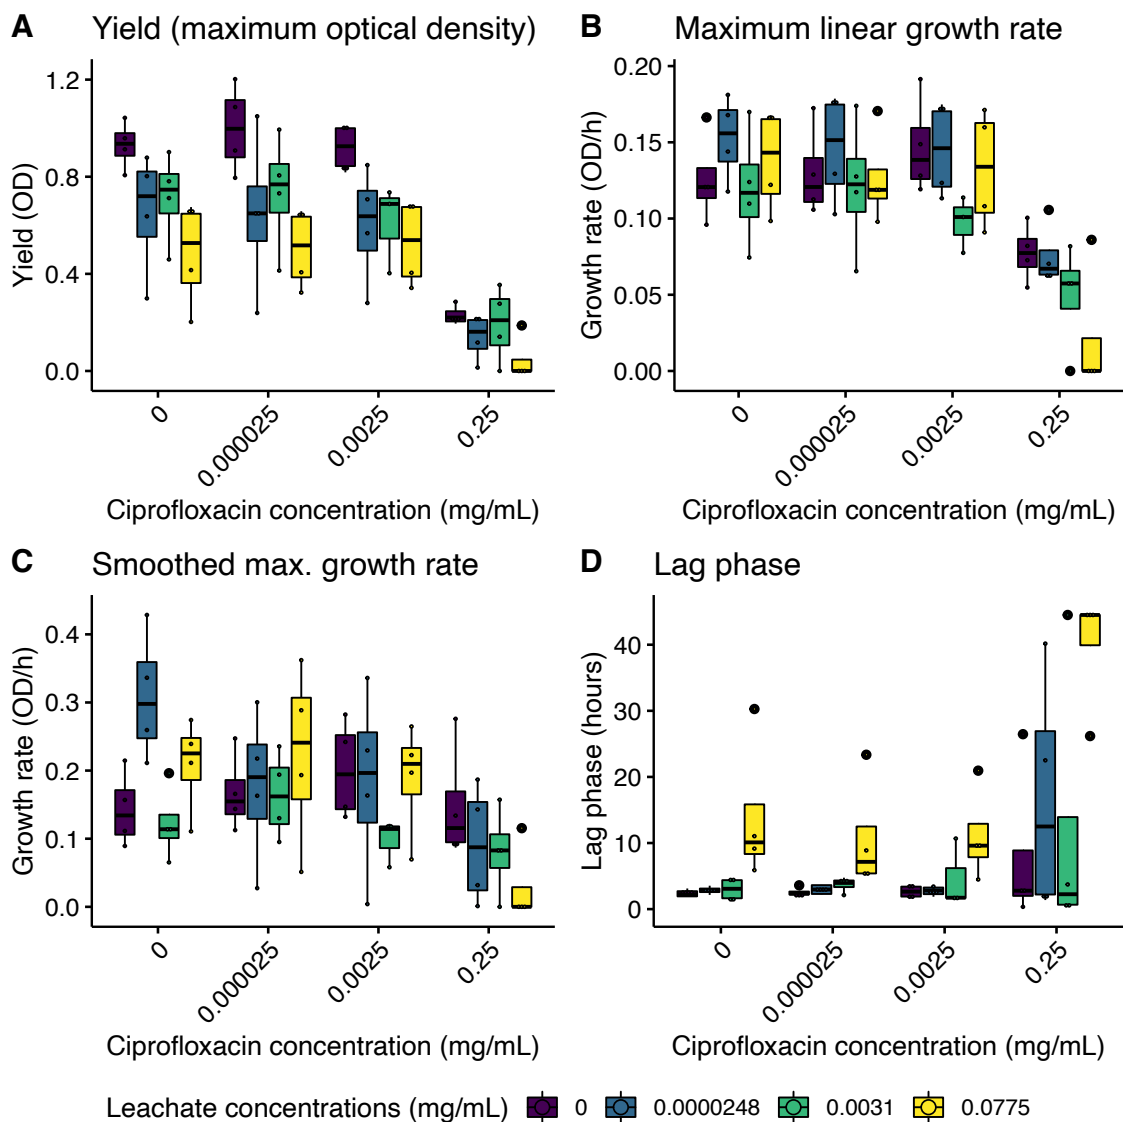 A Yield (maximum optical density)
Yield (OD)
1.2
0.8
0.4
0.0
0 0.000025 0.0025 0.25
Ciprofloxacin concentration (mg/mL)
B Maximum linear growth rate
Growth rate (OD/h)
0.20
0.15
0.10
0.05
0.00
0 0.000025 0.0025 0.25
Ciprofloxacin concentration (mg/mL)
C Smoothed max. growth rate
Growth rate (OD/h)
0.4
0.3
0.2
0.1
0.0
0 0.000025 0.0025 0.25
Ciprofloxacin concentration (mg/mL)
D Lag phase
Lag phase (hours)
40
30
20
10
0
0 0.000025 0.0025 0.25
Ciprofloxacin concentration (mg/mL)
Leachate concentrations (mg/mL) 0 0.0000248 0.0031 0.0775